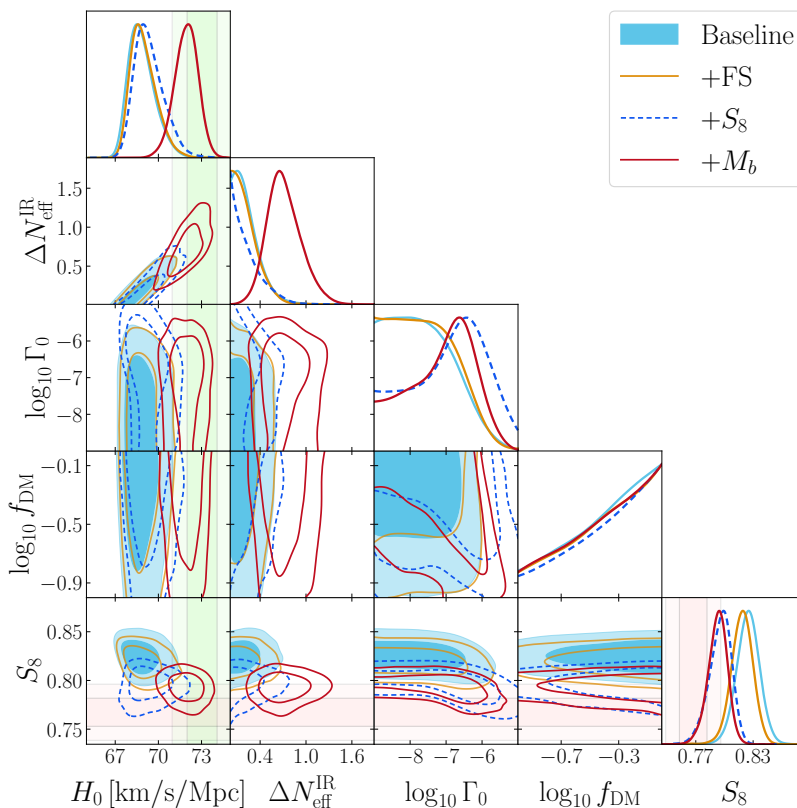 Baseline
+FS
+S_8
+M_b
ΔN_eff^IR
1.5
1.0
0.5
log_10 Γ_0
−6
−7
−8
log_10 f_DM
−0.1
−0.5
−0.9
S_8
0.85
0.80
0.75
67 70 73
0.4 1.0 1.6
−8 −7 −6
−0.7 −0.3
0.77 0.83
H_0 [km/s/Mpc]
ΔN_eff^IR
log_10 Γ_0
log_10 f_DM
S_8